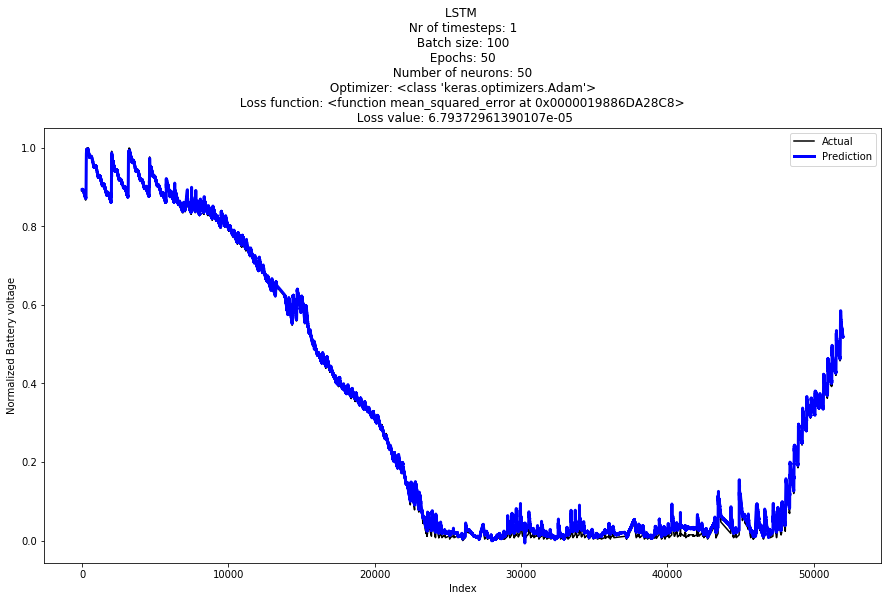 LSTM
Nr of timesteps: 1
Batch size: 100
Epochs: 50
Number of neurons: 50
Optimizer: <class 'keras.optimizers.Adam'>
Loss function: <function mean_squared_error at 0x0000019886DA28C8>
Loss value: 6.79372961390107e-05
Actual
Prediction
1.0
0.8
0.6
0.4
0.2
0.0
Normalized Battery voltage
0 10000 20000 30000 40000 50000
Index